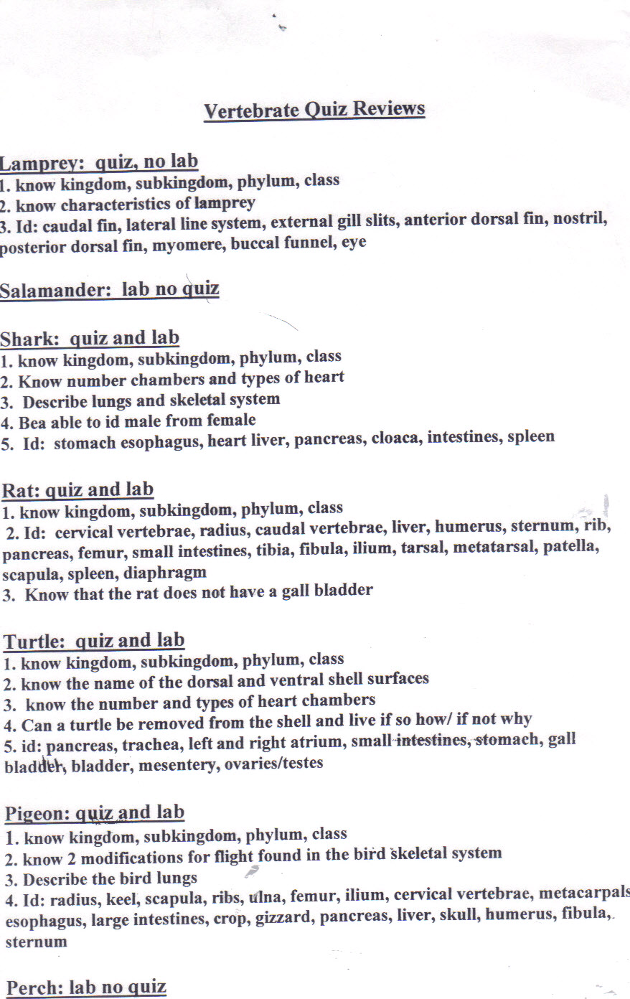 Vertebrate Quiz Reviews
Lamprey: quiz, no lab
1. know kingdom, subkingdom, phylum, class
2. know characteristics of lamprey
3. Id: caudal fin, lateral line system, external gill slits, anterior dorsal fin, nostril,
posterior dorsal fin, myomere, buccal funnel, eye
Salamander: lab no quiz
Shark: quiz and lab
1. know kingdom, subkingdom, phylum, class
2. Know number chambers and types of heart
3. Describe lungs and skeletal system
4. Bea able to id male from female
5. Id: stomach esophagus, heart liver, pancreas, cloaca, intestines, spleen
Rat: quiz and lab
1. know kingdom, subkingdom, phylum, class
2. Id: cervical vertebrae, radius, caudal vertebrae, liver, humerus, sternum, rib,
pancreas, femur, small intestines, tibia, fibula, ilium, tarsal, metatarsal, patella,
scapula, spleen, diaphragm
3. Know that the rat does not have a gall bladder
Turtle: quiz and lab
1. know kingdom, subkingdom, phylum, class
2. know the name of the dorsal and ventral shell surfaces
3. know the number and types of heart chambers
4. Can a turtle be removed from the shell and live if so how/ if not why
5. id: pancreas, trachea, left and right atrium, small intestines, stomach, gall
bladder, bladder, mesentery, ovaries/testes
Pigeon: quiz and lab
1. know kingdom, subkingdom, phylum, class
2. know 2 modifications for flight found in the bird skeletal system
3. Describe the bird lungs
4. Id: radius, keel, scapula, ribs, ulna, femur, ilium, cervical vertebrae, metacarpals
esophagus, large intestines, crop, gizzard, pancreas, liver, skull, humerus, fibula,
sternum
Perch: lab no quiz